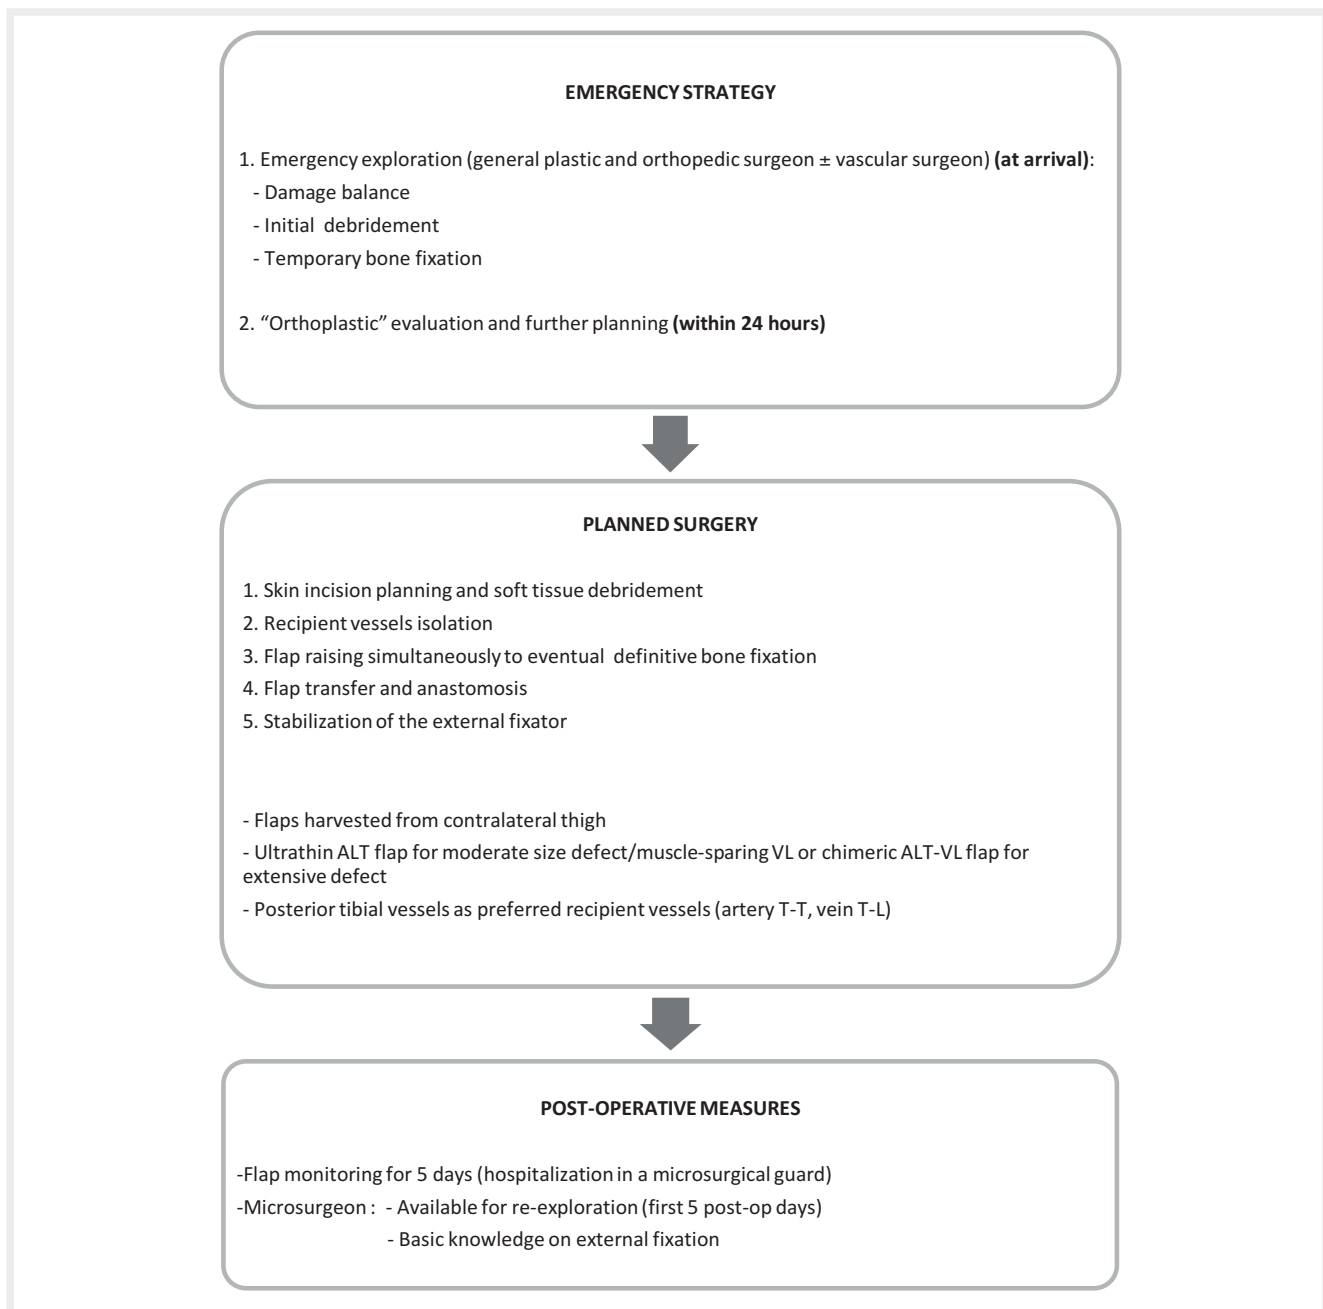 EMERGENCY STRATEGY
1. Emergency exploration (general plastic and orthopedic surgeon ± vascular surgeon) (at arrival):
- Damage balance
- Initial debridement
- Temporary bone fixation
2. “Orthoplastic” evaluation and further planning (within 24 hours)
PLANNED SURGERY
1. Skin incision planning and soft tissue debridement
2. Recipient vessels isolation
3. Flap raising simultaneously to eventual definitive bone fixation
4. Flap transfer and anastomosis
5. Stabilization of the external fixator
- Flaps harvested from contralateral thigh
- Ultrathin ALT flap for moderate size defect/muscle-sparing VL or chimeric ALT-VL flap for
extensive defect
- Posterior tibial vessels as preferred recipient vessels (artery T-T, vein T-L)
POST-OPERATIVE MEASURES
-Flap monitoring for 5 days (hospitalization in a microsurgical guard)
-Microsurgeon : - Available for re-exploration (first 5 post-op days)
- Basic knowledge on external fixation